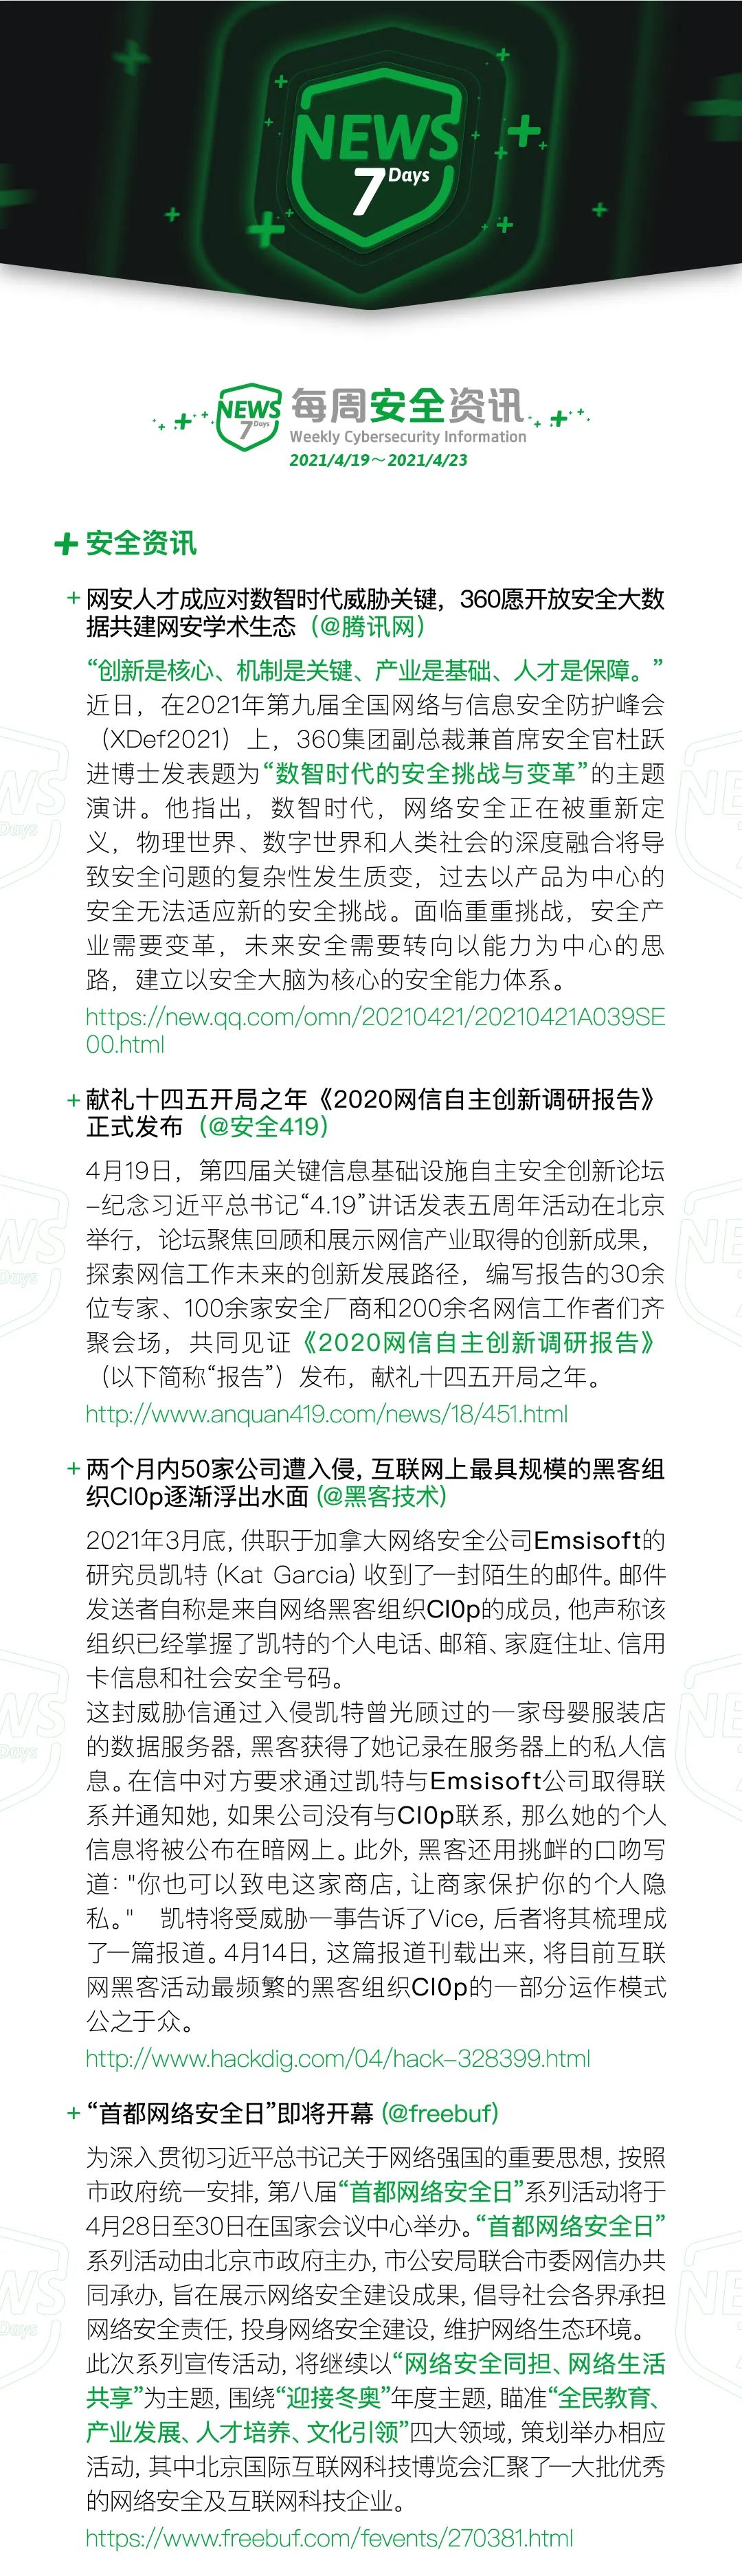 NEWS
7 Days
NEWS
7 Days
每周安全资讯
Weekly Cybersecurity Information
2021/4/19～2021/4/23
安全资讯
+ 网安人才成应对数智时代威胁关键，360愿开放安全大数
据共建网安学术生态（@腾讯网）
“创新是核心、机制是关键、产业是基础、人才是保障。”
近日，在2021年第九届全国网络与信息安全防护峰会
（XDef2021）上，360集团副总裁兼首席安全官杜跃
进博士发表题为“数智时代的安全挑战与变革”的主题
演讲。他指出，数智时代，网络安全正在被重新定
义，物理世界、数字世界和人类社会的深度融合将导
致安全问题的复杂性发生质变，过去以产品为中心的
安全无法适应新的安全挑战。面临重重挑战，安全产
业需要变革，未来安全需要转向以能力为中心的思
路，建立以安全大脑为核心的安全能力体系。
https://new.qq.com/omn/20210421/20210421A039SE
00.html
+ 献礼十四五开局之年《2020网信自主创新调研报告》
正式发布（@安全419）
4月19日，第四届关键信息基础设施自主安全创新论坛
-纪念习近平总书记“4.19”讲话发表五周年活动在北京
举行，论坛聚焦回顾和展示网信产业取得的创新成果，
探索网信工作未来的创新发展路径，编写报告的30余
位专家、100余家安全厂商和200余名网信工作者们齐
聚会场，共同见证《2020网信自主创新调研报告》
（以下简称“报告”）发布，献礼十四五开局之年。
http://www.anquan419.com/news/18/451.html
+ 两个月内50家公司遭入侵，互联网上最具规模的黑客组
织Cl0p逐渐浮出水面 (@黑客技术)
2021年3月底，供职于加拿大网络安全公司Emsisoft的
研究员凯特 (Kat Garcia) 收到了一封陌生的邮件。邮件
发送者自称是来自网络黑客组织Cl0p的成员，他声称该
组织已经掌握了凯特的个人电话、邮箱、家庭住址、信用
卡信息和社会安全号码。
这封威胁信通过入侵凯特曾光顾过的一家母婴服装店
的数据服务器，黑客获得了她记录在服务器上的私人信
息。在信中对方要求通过凯特与Emsisoft公司取得联
系并通知她，如果公司没有与Cl0p联系，那么她的个人
信息将被公布在暗网上。此外，黑客还用挑衅的口吻写
道："你也可以致电这家商店，让商家保护你的个人隐
私。" 凯特将受威胁一事告诉了Vice，后者将其梳理成
了一篇报道。4月14日，这篇报道刊载出来，将目前互联
网黑客活动最频繁的黑客组织Cl0p的一部分运作模式
公之于众。
http://www.hackdig.com/04/hack-328399.html
+ “首都网络安全日”即将开幕 (@freebuf)
为深入贯彻习近平总书记关于网络强国的重要思想，按照
市政府统一安排，第八届“首都网络安全日”系列活动将于
4月28日至30日在国家会议中心举办。“首都网络安全日”
系列活动由北京市政府主办，市公安局联合市委网信办共
同承办，旨在展示网络安全建设成果，倡导社会各界承担
网络安全责任，投身网络安全建设，维护网络生态环境。
此次系列宣传活动，将继续以“网络安全同担、网络生活
共享”为主题，围绕“迎接冬奥”年度主题，瞄准“全民教育、
产业发展、人才培养、文化引领”四大领域，策划举办相应
活动，其中北京国际互联网科技博览会汇聚了一大批优秀
的网络安全及互联网科技企业。
https://www.freebuf.com/fevents/270381.html